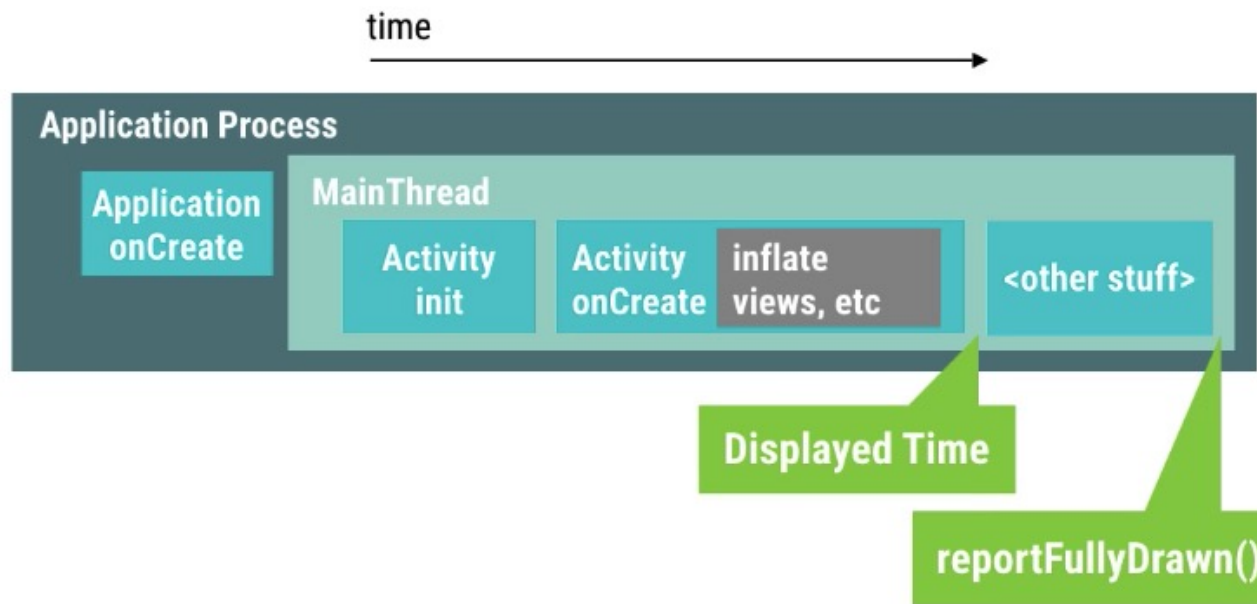 time
Application Process
Application
onCreate
MainThread
Activity
init
Activity
onCreate
inflate
views, etc
<other stuff>
Displayed Time
reportFullyDrawn()